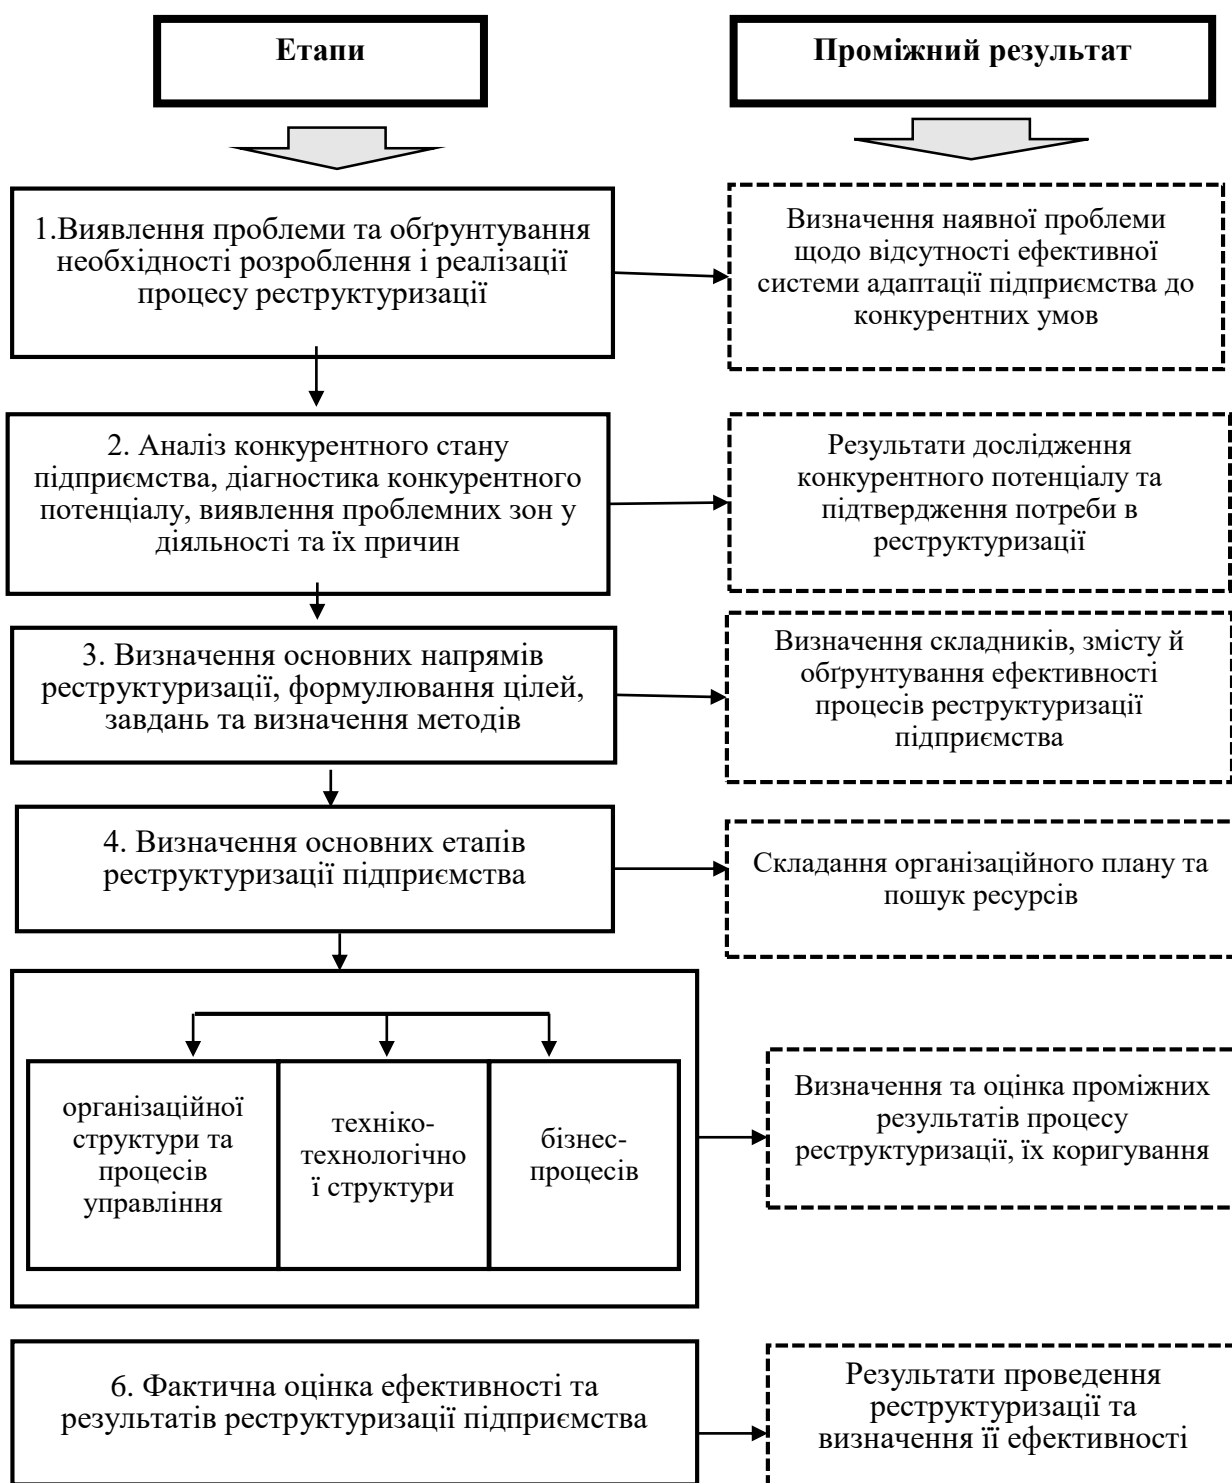 Етапи
Проміжний результат
1.Виявлення проблеми та обґрунтування
необхідності розроблення і реалізації
процесу реструктуризації
Визначення наявної проблеми
щодо відсутності ефективної
системи адаптації підприємства до
конкурентних умов
2. Аналіз конкурентного стану
підприємства, діагностика конкурентного
потенціалу, виявлення проблемних зон у
діяльності та їх причин
Результати дослідження
конкурентного потенціалу та
підтвердження потреби в
реструктуризації
3. Визначення основних напрямів
реструктуризації, формулювання цілей,
завдань та визначення методів
Визначення складників, змісту й
обґрунтування ефективності
процесів реструктуризації
підприємства
4. Визначення основних етапів
реструктуризації підприємства
Складання організаційного плану та
пошук ресурсів
організаційної
структури та
процесів
управління
техніко-
технологічно
ї структури
бізнес-
процесів
Визначення та оцінка проміжних
результатів процесу
реструктуризації, їх коригування
6. Фактична оцінка ефективності та
результатів реструктуризації підприємства
Результати проведення
реструктуризації та
визначення її ефективності